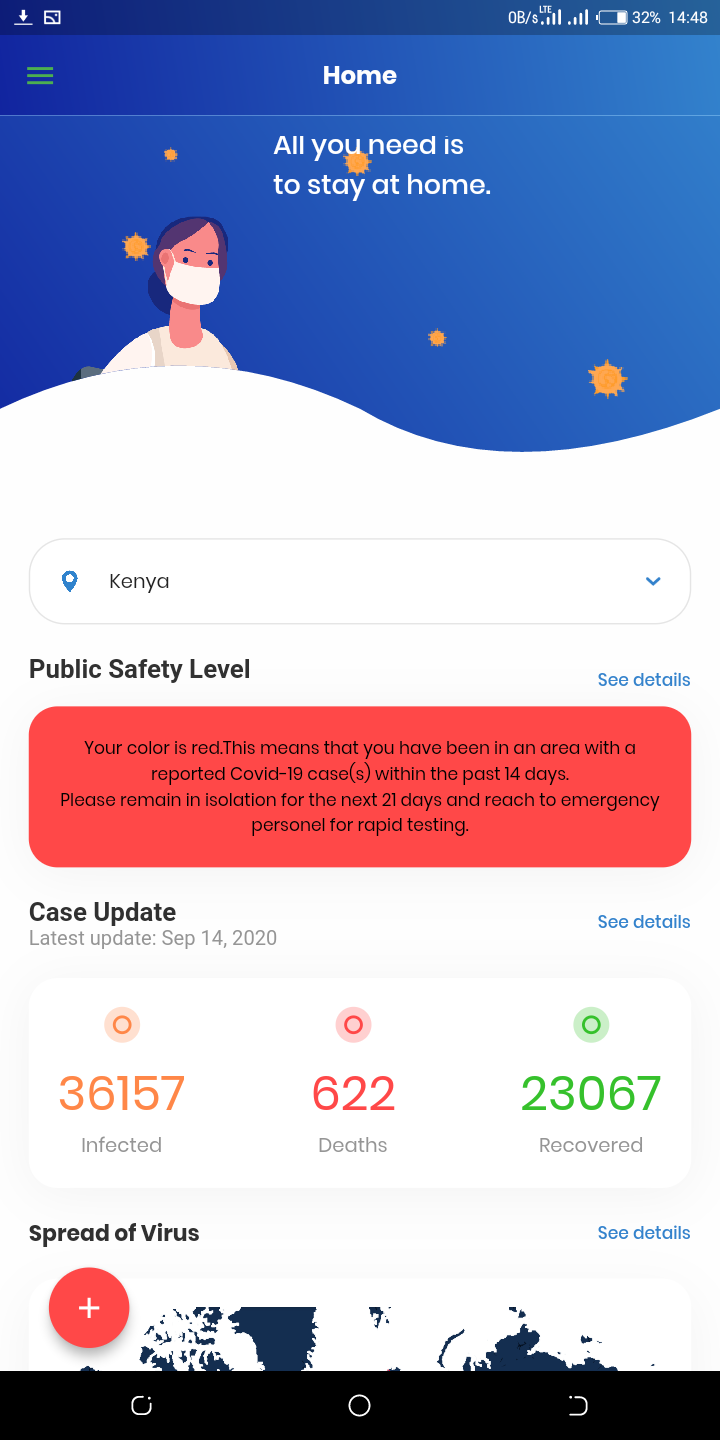 0B/s LTE 32% 14:48
Home
All you need is
to stay at home.
Kenya
Public Safety Level
See details
Your color is red.This means that you have been in an area with a
reported Covid-19 case(s) within the past 14 days.
Please remain in isolation for the next 21 days and reach to emergency
personel for rapid testing.
Case Update
See details
Latest update: Sep 14, 2020
36157 622 23067
Infected Deaths Recovered
Spread of Virus
See details